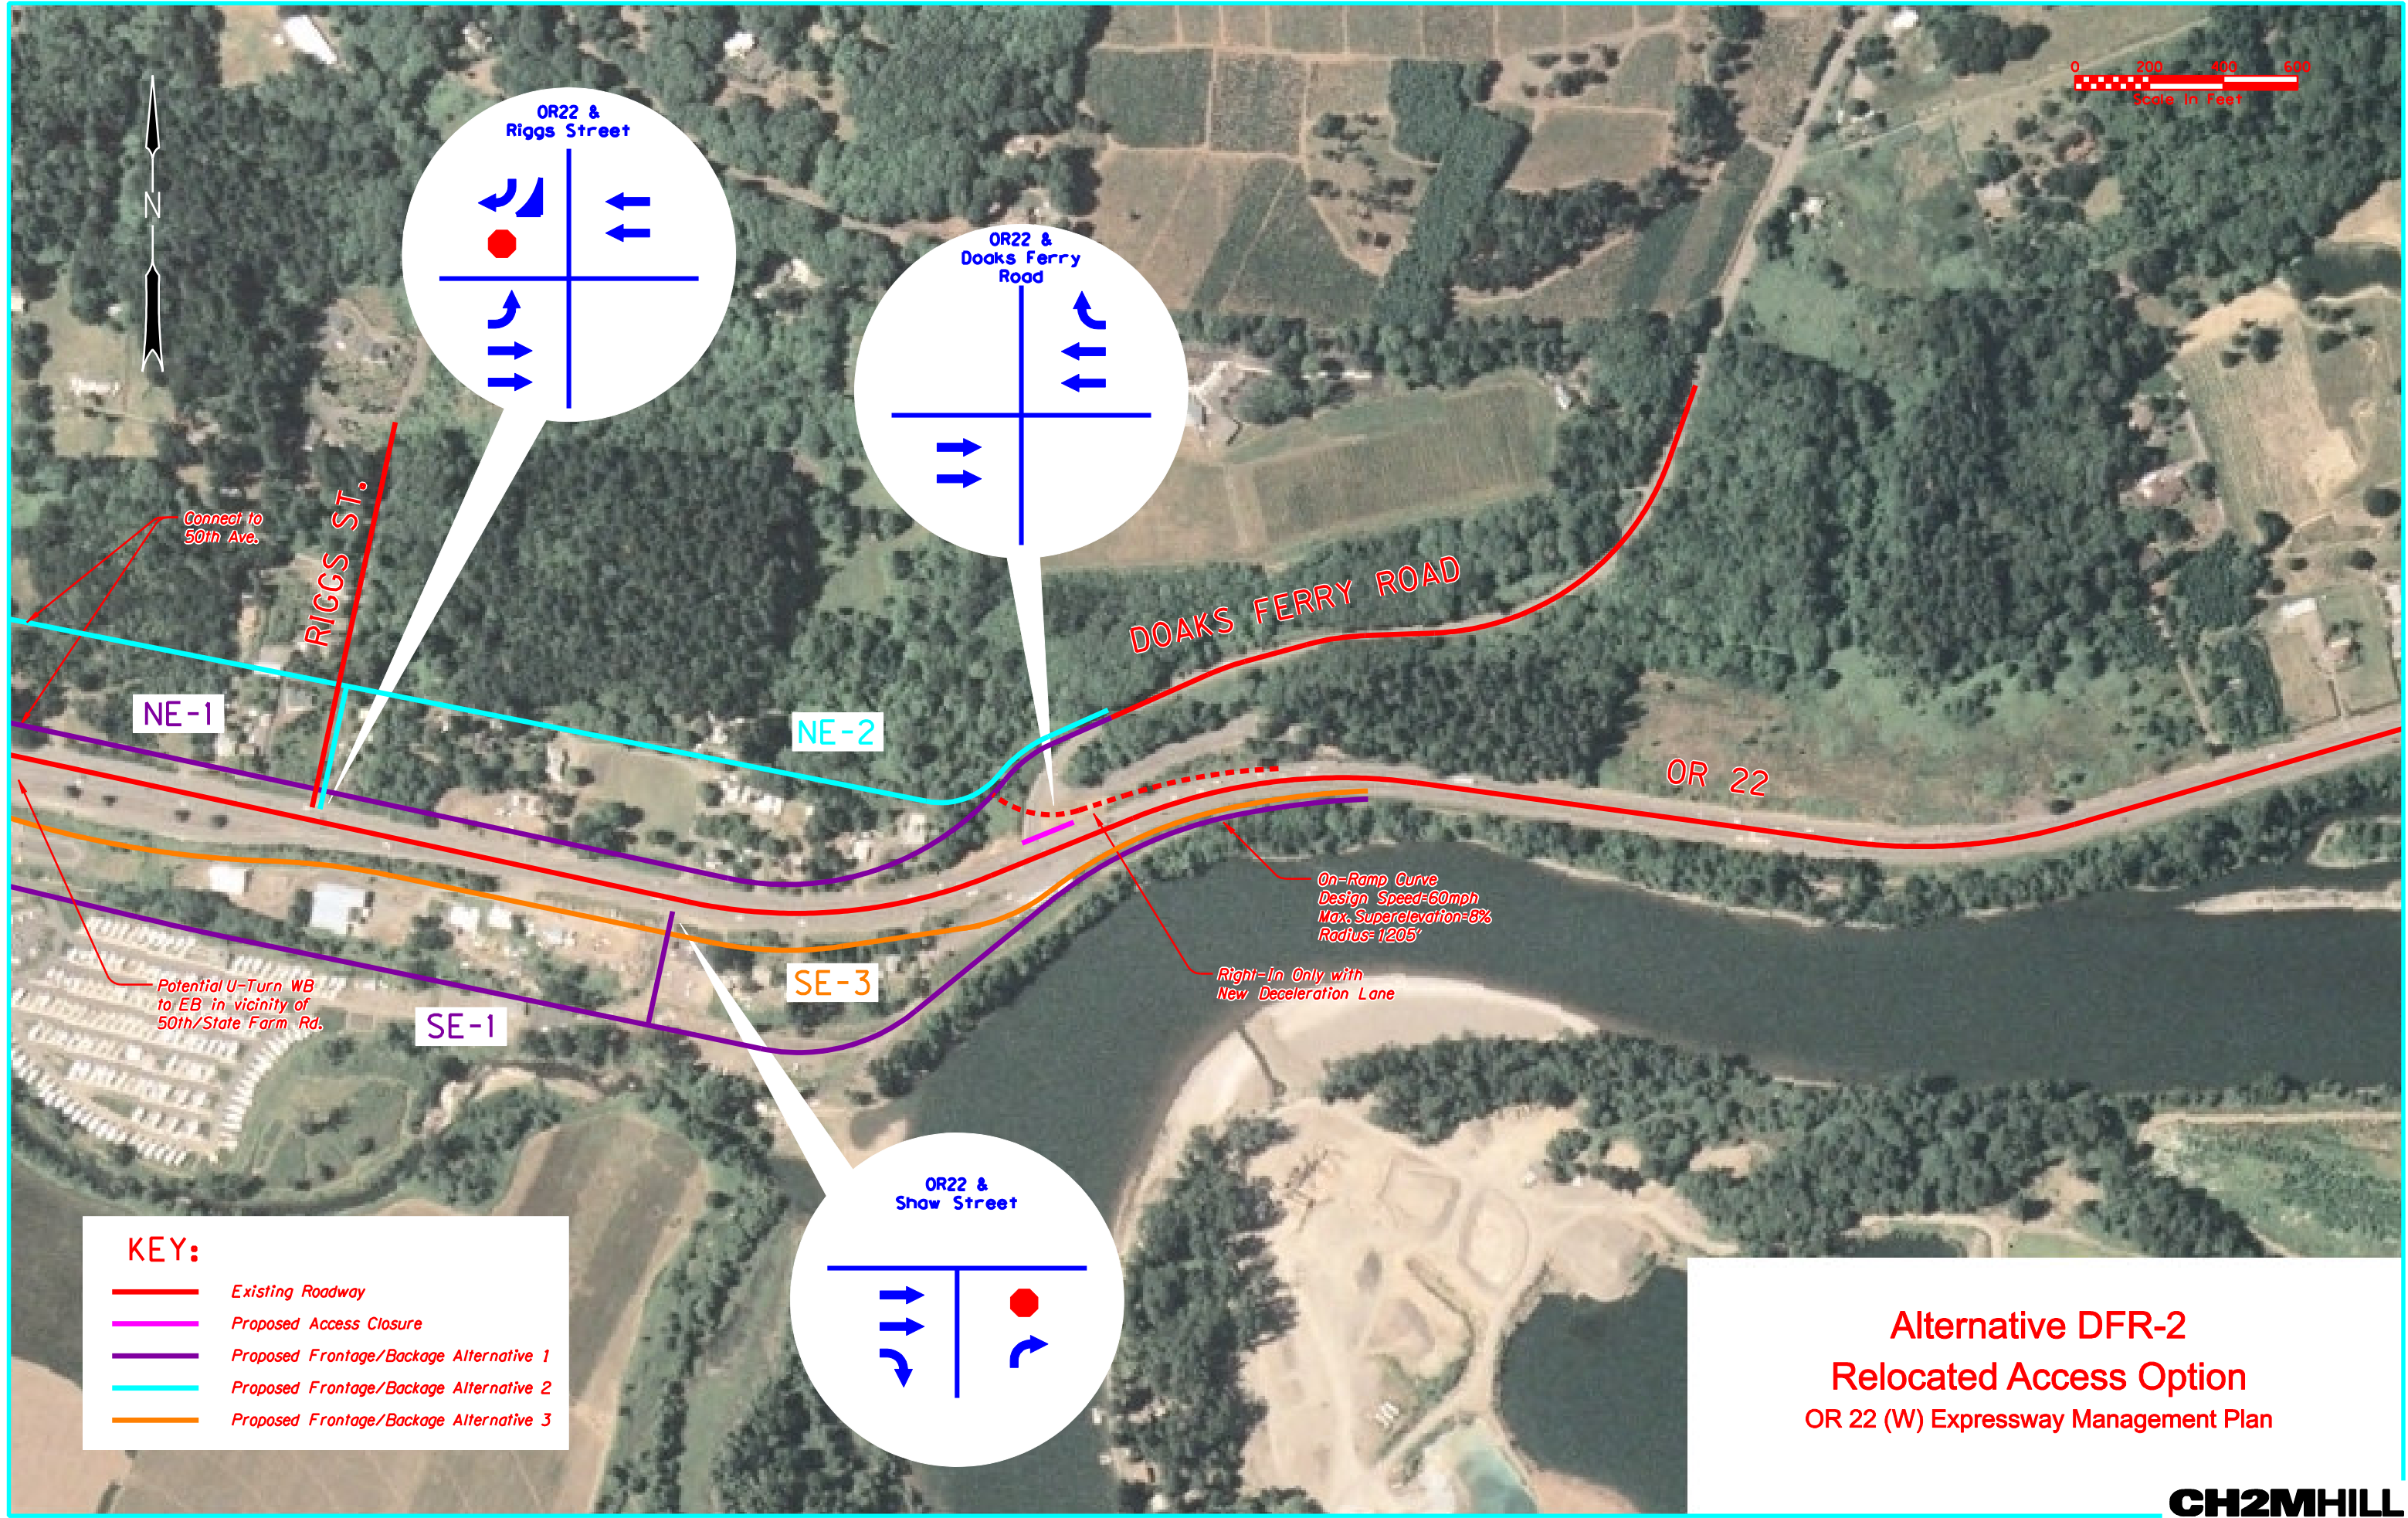 0 200 400 600
Scale In Feet
N
OR22 &
Riggs Street
OR22 &
Doaks Ferry
Road
Connect to
50th Ave.
RIGGS ST.
DOAKS FERRY ROAD
NE-1
NE-2
OR 22
On-Ramp Curve
Design Speed=60mph
Max. Superelevation=8%
Radius=1205'
Right-In Only with
New Deceleration Lane
SE-3
Potential U-Turn WB
to EB in vicinity of
50th/State Farm Rd.
SE-1
OR22 &
Shaw Street
KEY:
Existing Roadway
Proposed Access Closure
Proposed Frontage/Backage Alternative 1
Proposed Frontage/Backage Alternative 2
Proposed Frontage/Backage Alternative 3
Alternative DFR-2
Relocated Access Option
OR 22 (W) Expressway Management Plan
CH2MHILL